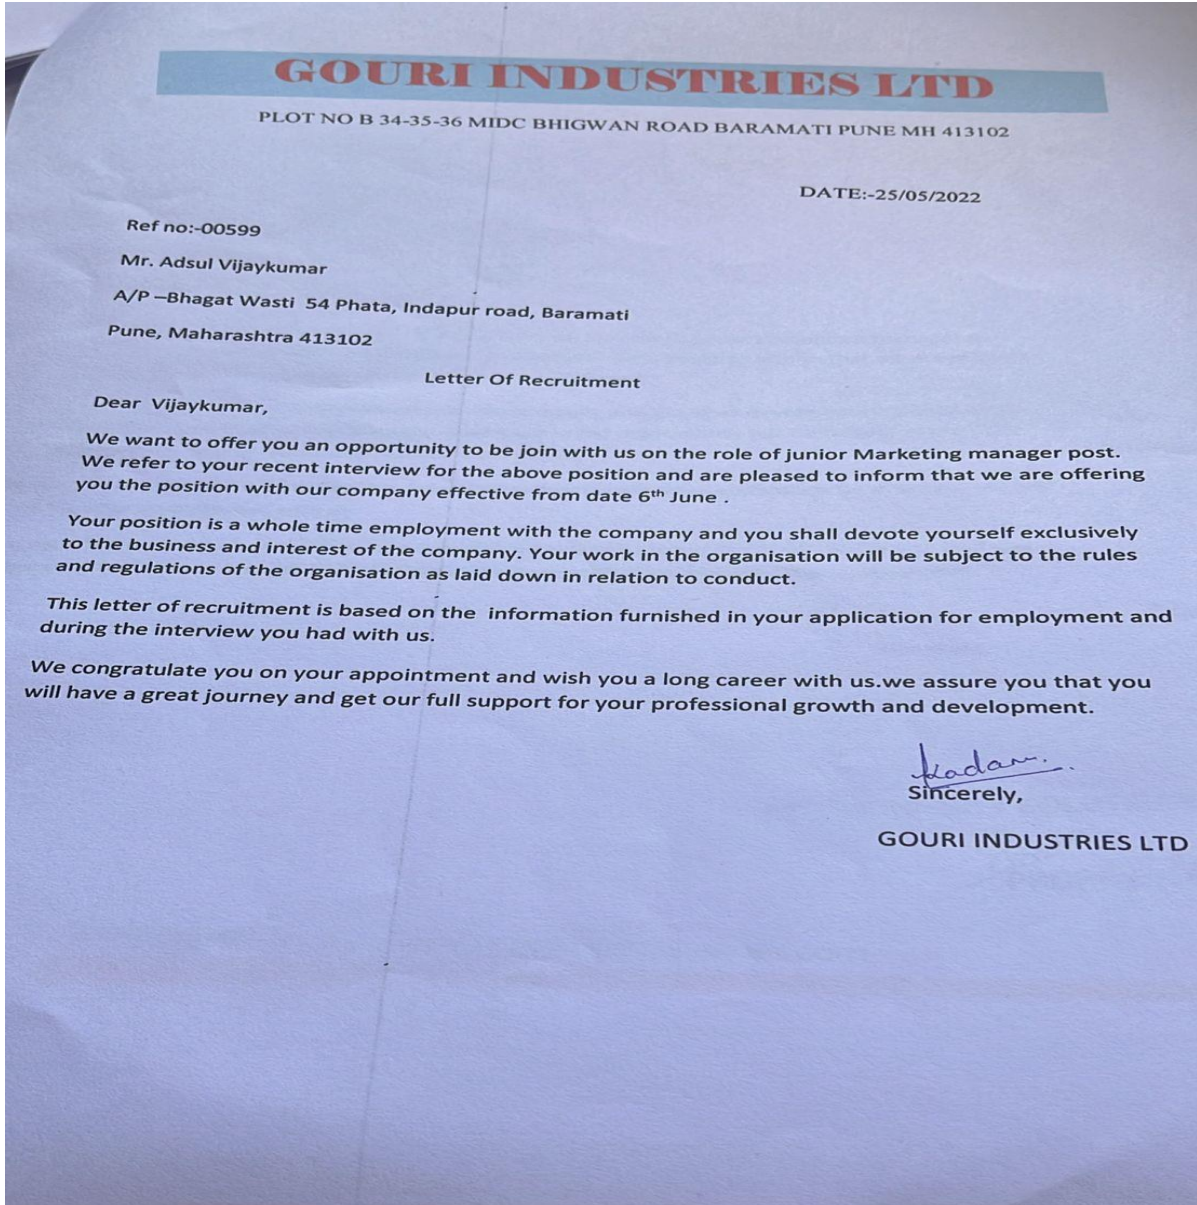 GOURI INDUSTRIES LTD
PLOT NO B 34-35-36 MIDC BHIGWAN ROAD BARAMATI PUNE MH 413102
DATE:-25/05/2022
Ref no:-00599
Mr. Adsul Vijaykumar
A/P –Bhagat Wasti 54 Phata, Indapur road, Baramati
Pune, Maharashtra 413102
Letter Of Recruitment
Dear Vijaykumar,
We want to offer you an opportunity to be join with us on the role of junior Marketing manager post.
We refer to your recent interview for the above position and are pleased to inform that we are offering
you the position with our company effective from date 6th June .
Your position is a whole time employment with the company and you shall devote yourself exclusively
to the business and interest of the company. Your work in the organisation will be subject to the rules
and regulations of the organisation as laid down in relation to conduct.
This letter of recruitment is based on the information furnished in your application for employment and
during the interview you had with us.
We congratulate you on your appointment and wish you a long career with us.we assure you that you
will have a great journey and get our full support for your professional growth and development.
Kadam.
Sincerely,
GOURI INDUSTRIES LTD